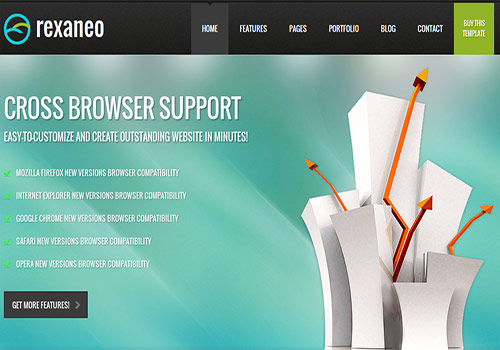 rexaneo
HOME FEATURES PAGES PORTFOLIO BLOG CONTACT
BUY THIS
TEMPLATE
CROSS BROWSER SUPPORT
EASY-TO-CUSTOMIZE AND CREATE OUTSTANDING WEBSITE IN MINUTES!
MOZILLA FIREFOX NEW VERSIONS BROWSER COMPATIBILITY
INTERNET EXPLORER NEW VERSIONS BROWSER COMPATIBILITY
GOOGLE CHROME NEW VERSIONS BROWSER COMPATIBILITY
SAFARI NEW VERSIONS BROWSER COMPATIBILITY
OPERA NEW VERSIONS BROWSER COMPATIBILITY
GET MORE FEATURES!